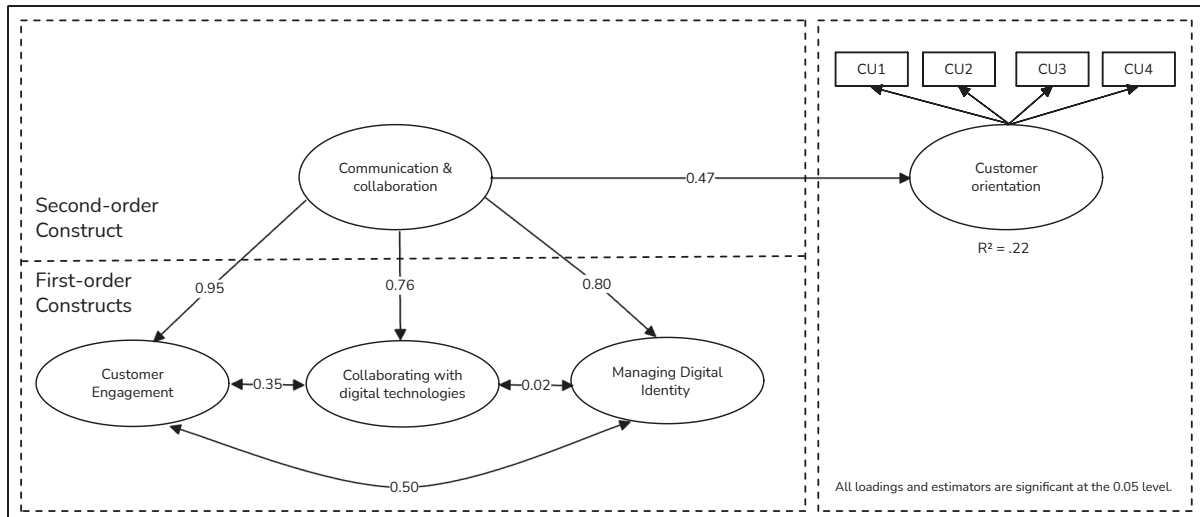 CU1
CU2
CU3
CU4
Communication &
collaboration
0.47
Customer
orientation
R² = .22
Second-order
Construct
First-order
Constructs
0.95
0.76
0.80
Customer
Engagement
0.35
Collaborating with
digital technologies
0.02
Managing Digital
Identity
0.50
All loadings and estimators are significant at the 0.05 level.